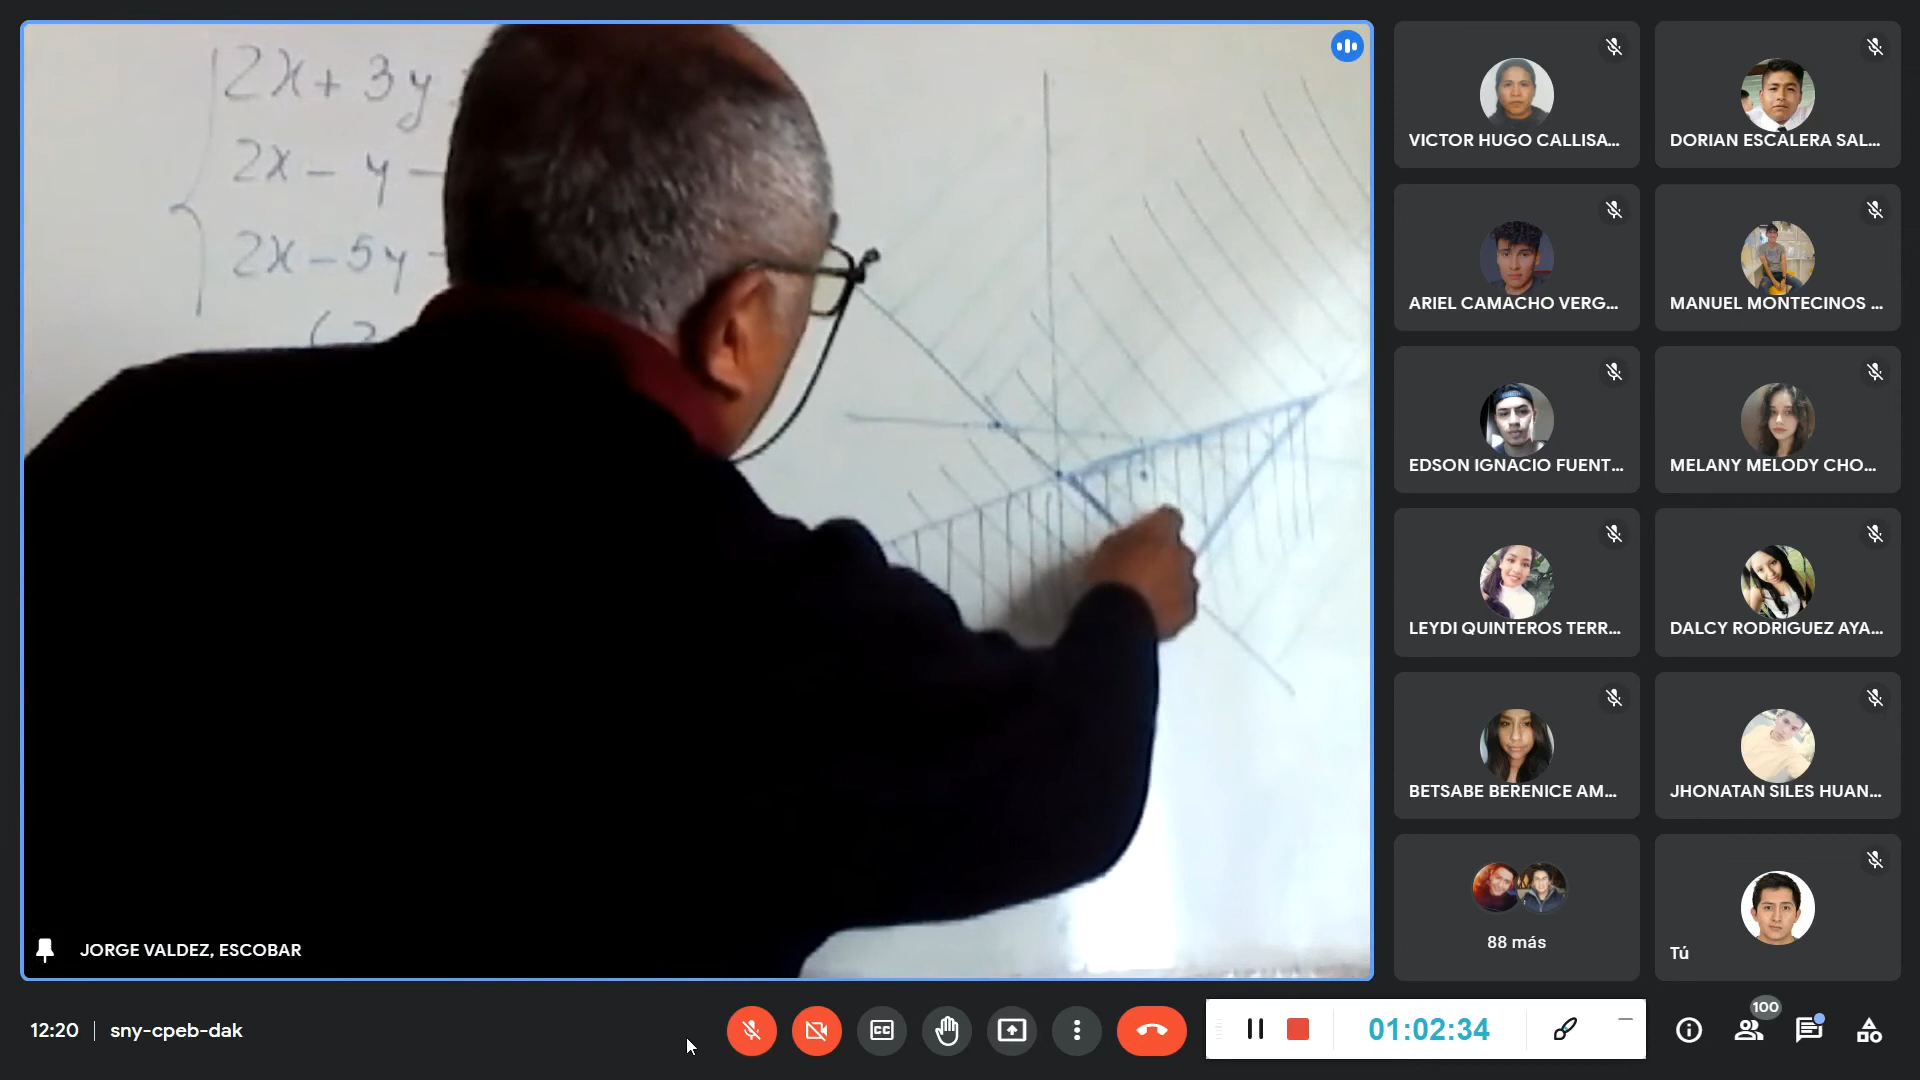 2x + 3y
2x - y -
2x - 5y -
JORGE VALDEZ, ESCOBAR
VICTOR HUGO CALLISA...
DORIAN ESCALERA SAL...
ARIEL CAMACHO VERG...
MANUEL MONTECINOS ...
EDSON IGNACIO FUENT...
MELANY MELODY CHO...
LEYDI QUINTEROS TERR...
DALCY RODRIGUEZ AYA...
BETSABE BERENICE AM...
JHONATAN SILES HUAN...
88 más
Tú
12:20 | sny-cpeb-dak
CC
01:02:34
100